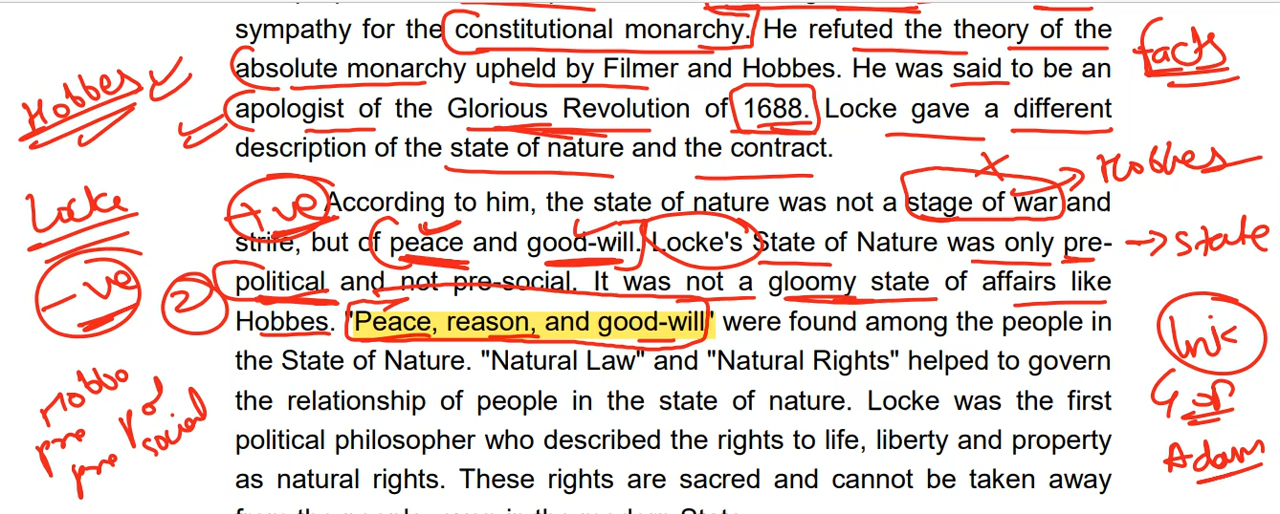 sympathy for the constitutional monarchy. He refuted the theory of the
absolute monarchy upheld by Filmer and Hobbes. He was said to be an
apologist of the Glorious Revolution of 1688. Locke gave a different
description of the state of nature and the contract.
According to him, the state of nature was not a stage of war and
strife, but of peace and good-will. Locke's State of Nature was only pre-
political and not pre-social. It was not a gloomy state of affairs like
Hobbes. "Peace, reason, and good-will" were found among the people in
the State of Nature. "Natural Law" and "Natural Rights" helped to govern
the relationship of people in the state of nature. Locke was the first
political philosopher who described the rights to life, liberty and property
as natural rights. These rights are sacred and cannot be taken away
Hobbes
Locke
+ve
-ve
2
pre social
facts
Hobbes
State
link
Adam